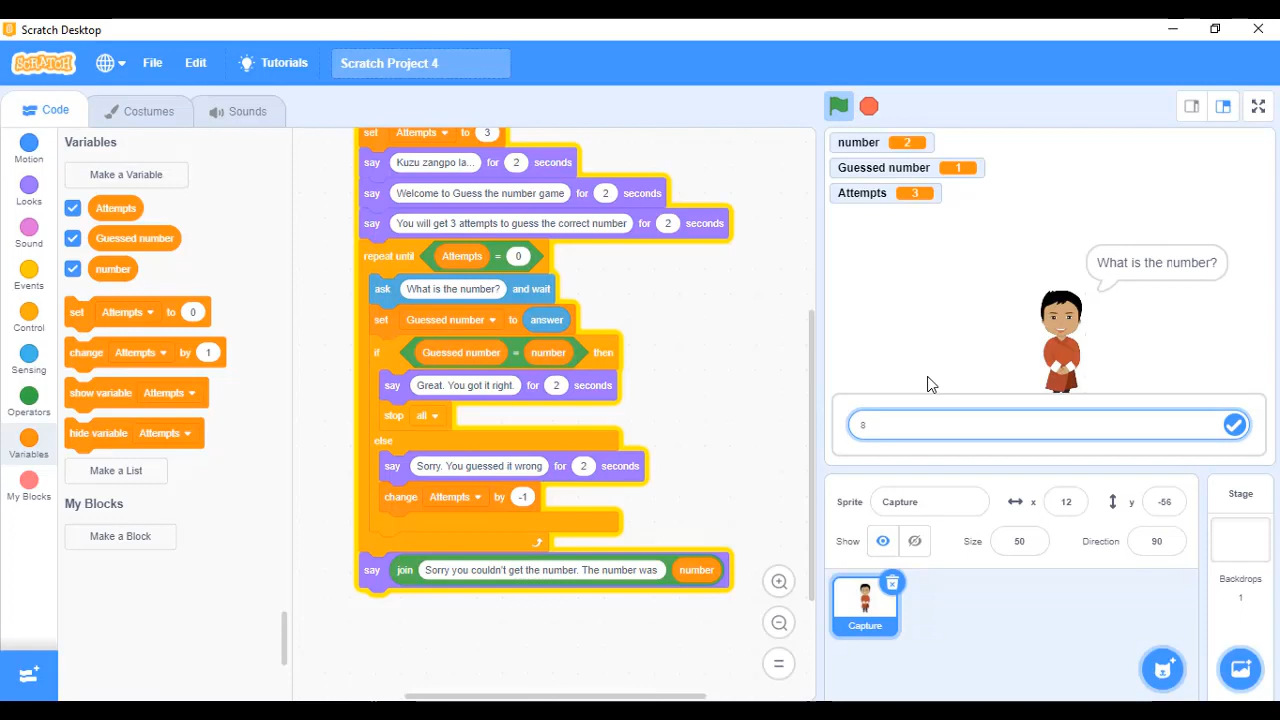 Scratch Desktop
SCRATCH File Edit Tutorials Scratch Project 4
Code Costumes Sounds
Motion
Looks
Sound
Events
Control
Sensing
Operators
Variables
My Blocks
Variables
Make a Variable
Attempts
Guessed number
number
set Attempts to 0
change Attempts by 1
show variable Attempts
hide variable Attempts
Make a List
My Blocks
Make a Block
set Attempts to 3
say Kuzu zangpo la... for 2 seconds
say Welcome to Guess the number game for 2 seconds
say You will get 3 attempts to guess the correct number for 2 seconds
repeat until Attempts = 0
ask What is the number? and wait
set Guessed number to answer
if Guessed number = number then
say Great. You got it right. for 2 seconds
stop all
else
say Sorry. You guessed it wrong for 2 seconds
change Attempts by -1
say join Sorry you couldn't get the number. The number was number
number 2
Guessed number 1
Attempts 3
What is the number?
8
Sprite Capture x 12 y -56
Show Size 50 Direction 90
Capture
Stage
Backdrops
1